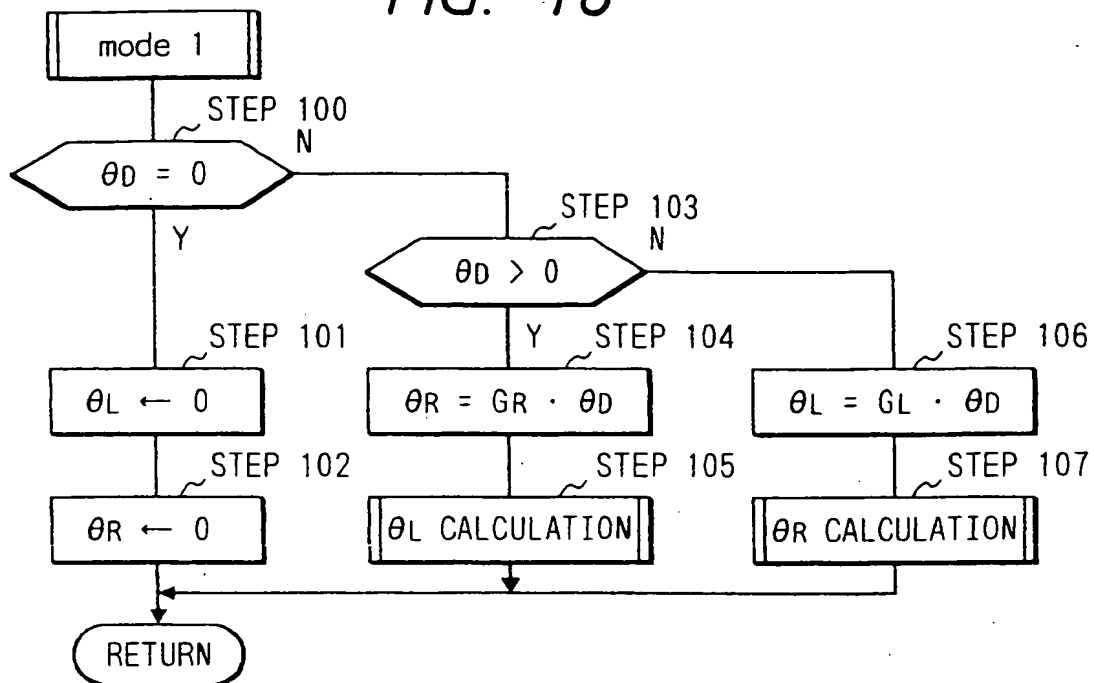 mode 1
STEP 100
N
θD = 0
Y
STEP 103
N
θD > 0
Y
STEP 101
θL ← 0
STEP 104
θR = GR · θD
STEP 106
θL = GL · θD
STEP 102
θR ← 0
STEP 105
θL CALCULATION
STEP 107
θR CALCULATION
RETURN